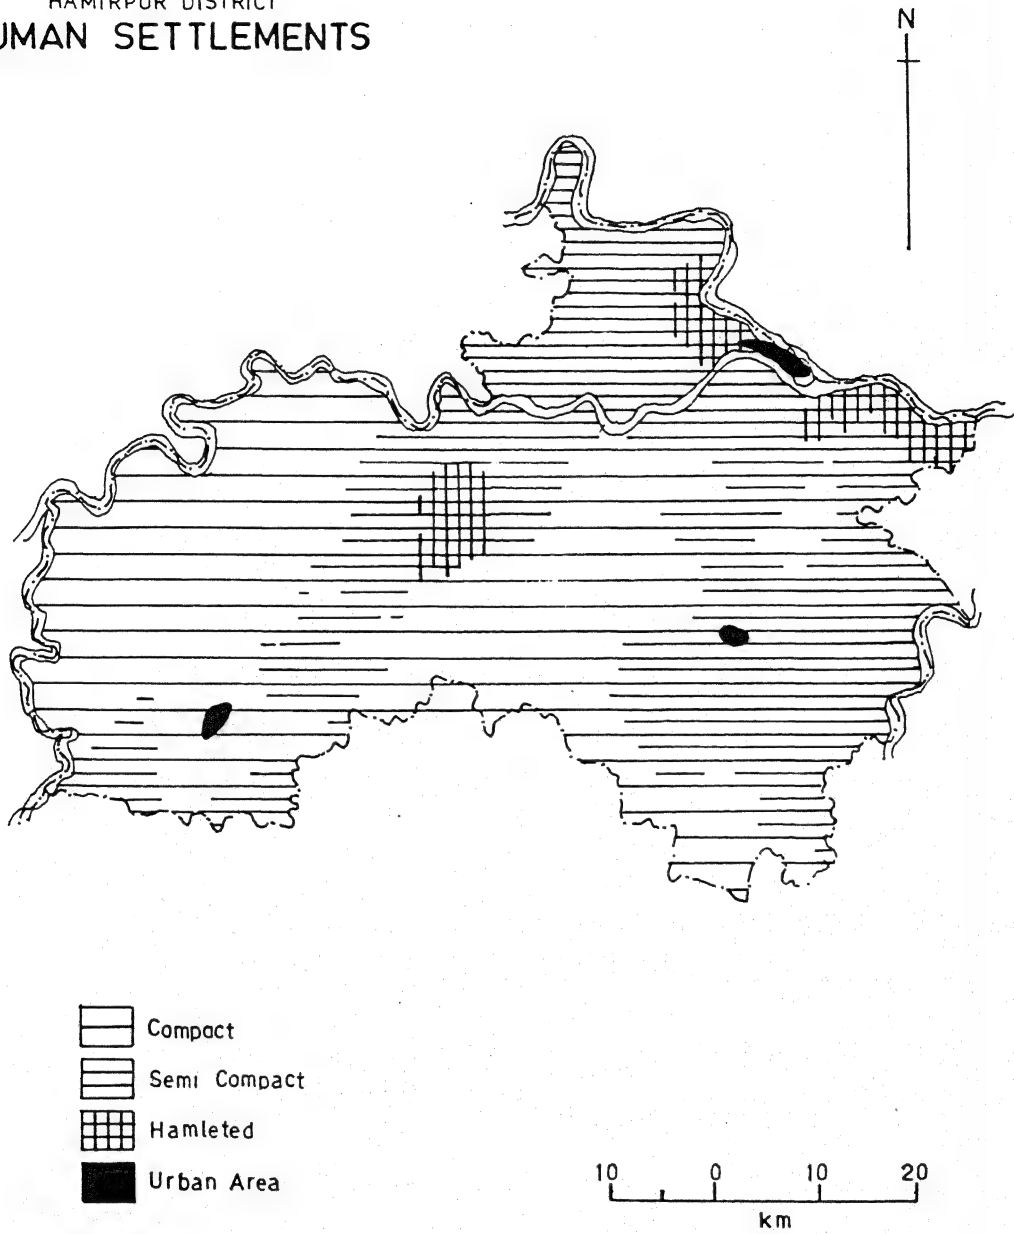 HAMIRPUR DISTRICT
UMAN SETTLEMENTS
N
Compact
Semi Compact
Hamleted
Urban Area
10 0 10 20
km